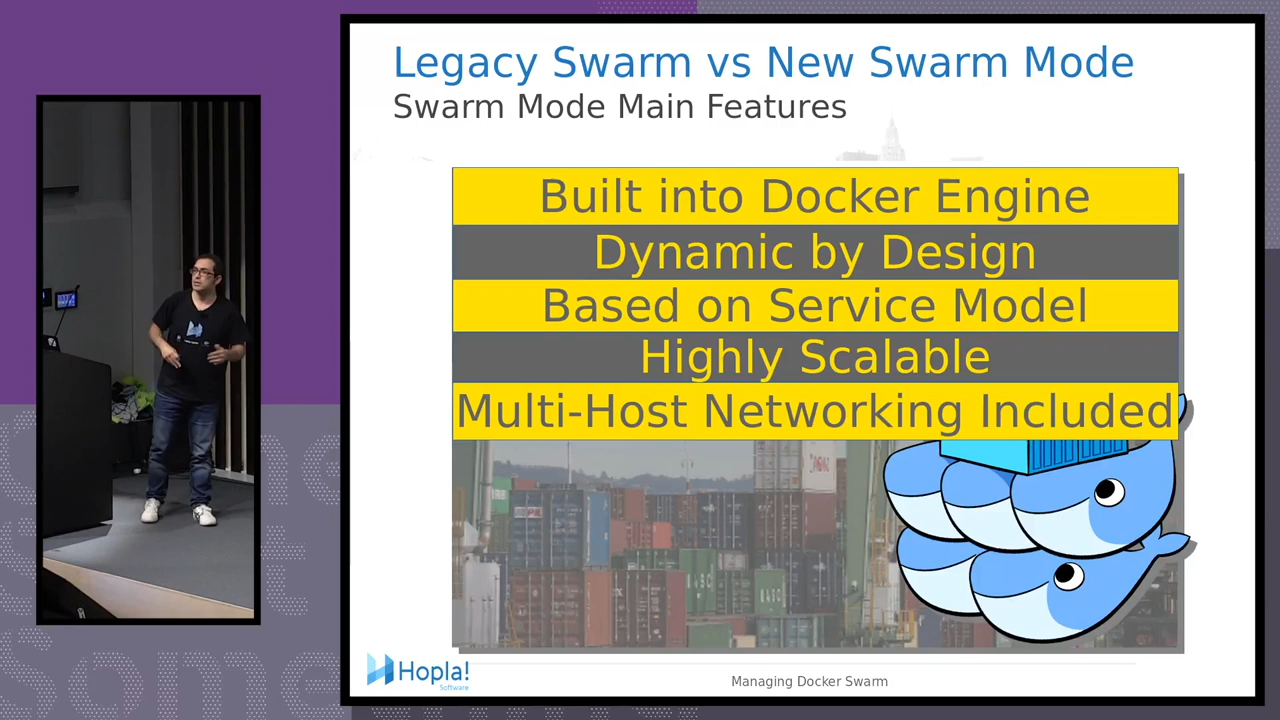 Legacy Swarm vs New Swarm Mode
Swarm Mode Main Features
Built into Docker Engine
Dynamic by Design
Based on Service Model
Highly Scalable
Multi-Host Networking Included
Hopla!
Software
Managing Docker Swarm